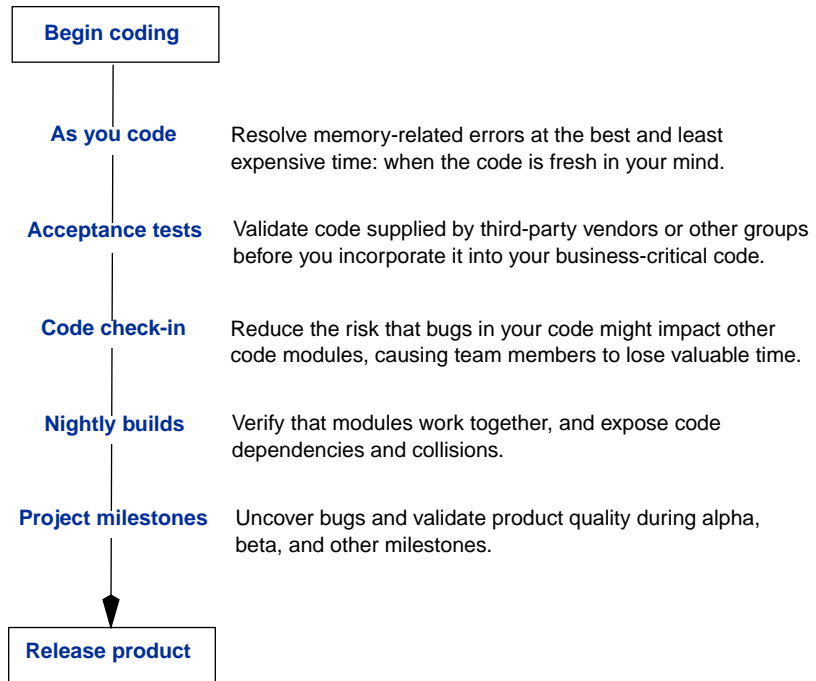 Begin coding
As you code
Resolve memory-related errors at the best and least
expensive time: when the code is fresh in your mind.
Acceptance tests
Validate code supplied by third-party vendors or other groups
before you incorporate it into your business-critical code.
Code check-in
Reduce the risk that bugs in your code might impact other
code modules, causing team members to lose valuable time.
Nightly builds
Verify that modules work together, and expose code
dependencies and collisions.
Project milestones
Uncover bugs and validate product quality during alpha,
beta, and other milestones.
Release product